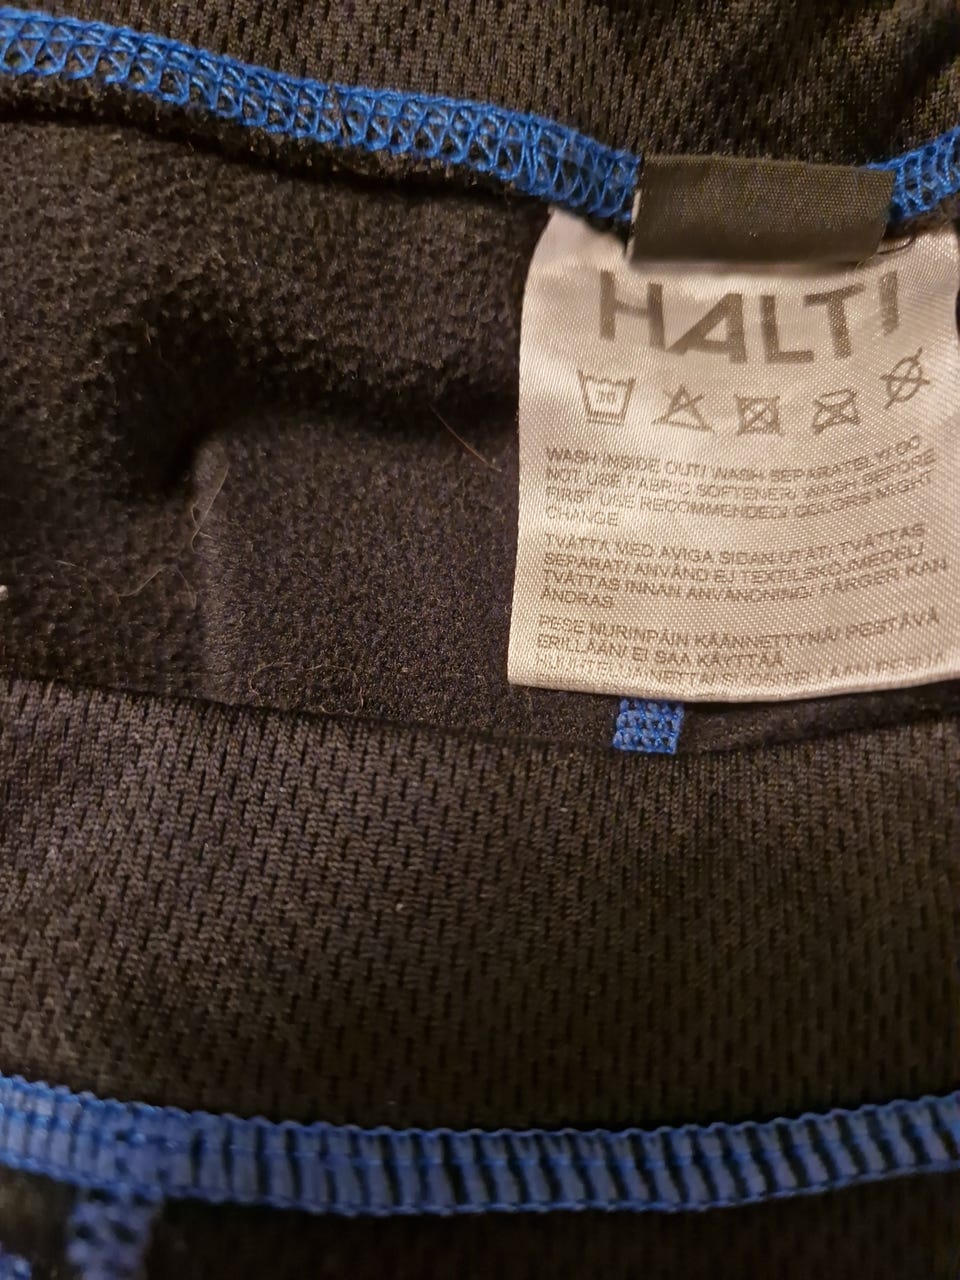 HALTI
WASH INSIDE OUT/ WASH SEPARATELY/ DO
NOT USE FABRIC SOFTENER/ WASH BEFORE
FIRST USE RECOMMENDED/ COLORS MIGHT
CHANGE
TVÄTTA MED AVIGA SIDAN UTÅT/ TVÄTTAS
SEPARAT/ ANVÄND EJ TEXTILSKÖLJMEDEL/
TVÄTTAS INNAN ANVÄNDNING/ FÄRGER KAN
ÄNDRAS
PESE NURINPÄIN KÄÄNNETTYNÄ/ PESTÄVÄ
ERILLÄÄN/ EI SAA KÄYTTÄÄ